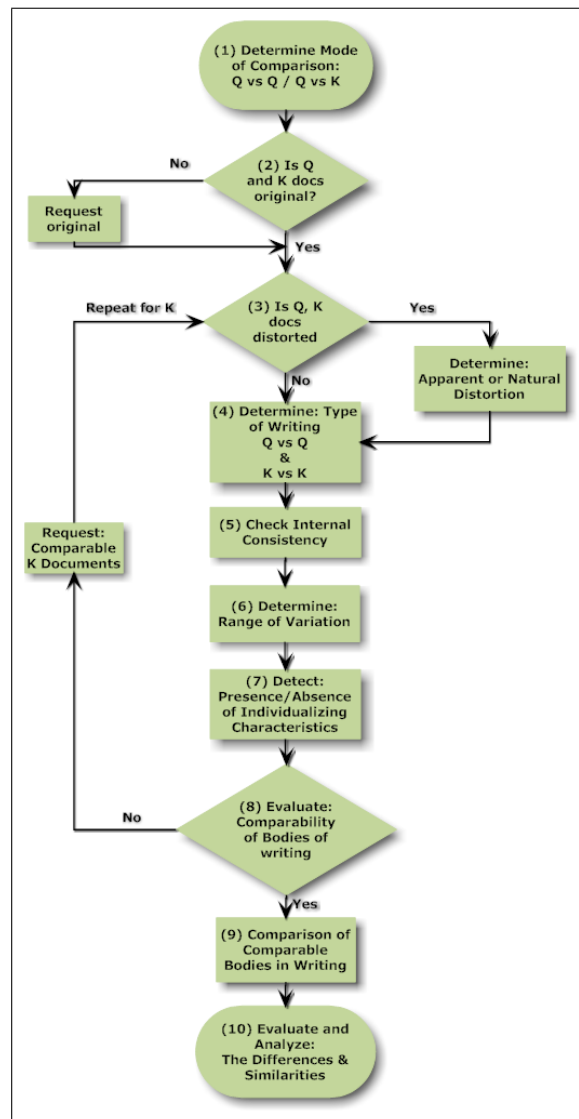 (1) Determine Mode
of Comparison:
Q vs Q / Q vs K
No
(2) Is Q
and K docs
original?
Request
original
Yes
Repeat for K
(3) Is Q, K
docs
distorted
Yes
Determine:
Apparent or Natural
Distortion
No
(4) Determine: Type
of Writing
Q vs Q
&
K vs K
(5) Check Internal
Consistency
Request:
Comparable
K Documents
(6) Determine:
Range of Variation
(7) Detect:
Presence/Absence
of Individualizing
Characteristics
No
(8) Evaluate:
Comparability
of Bodies of
writing
Yes
(9) Comparison of
Comparable
Bodies in Writing
(10) Evaluate and
Analyze:
The Differences &
Similarities